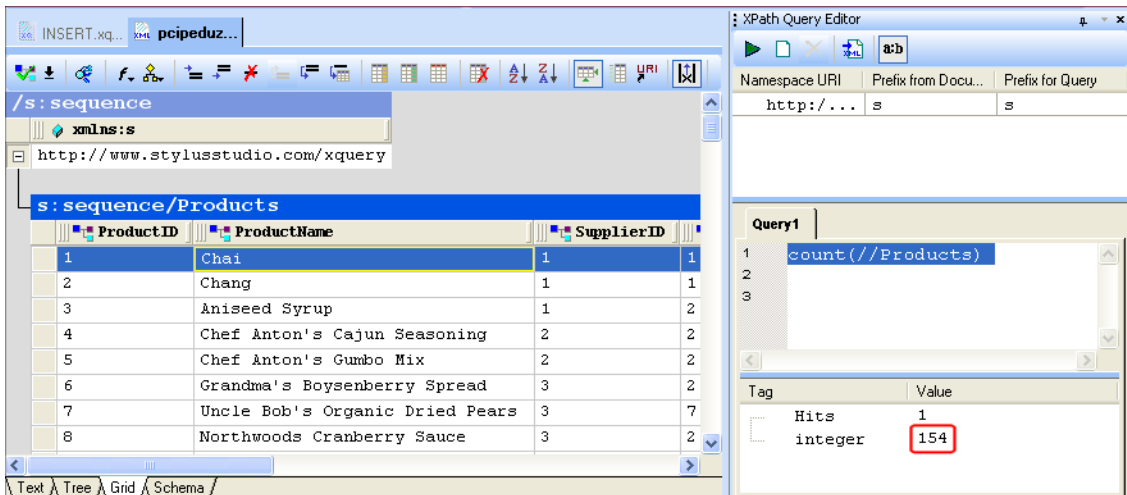 INSERT.xq... pcipeduz...
/s:sequence
xmlns:s
http://www.stylusstudio.com/xquery
s:sequence/Products
ProductID ProductName SupplierID
1 Chai 1 1
2 Chang 1 1
3 Aniseed Syrup 1 2
4 Chef Anton's Cajun Seasoning 2 2
5 Chef Anton's Gumbo Mix 2 2
6 Grandma's Boysenberry Spread 3 2
7 Uncle Bob's Organic Dried Pears 3 7
8 Northwoods Cranberry Sauce 3 2
Text Tree Grid Schema
XPath Query Editor
a:b
Namespace URI Prefix from Docu... Prefix for Query
http:/... s s
Query1
1 count(//Products)
2
3
Tag Value
Hits 1
integer 154